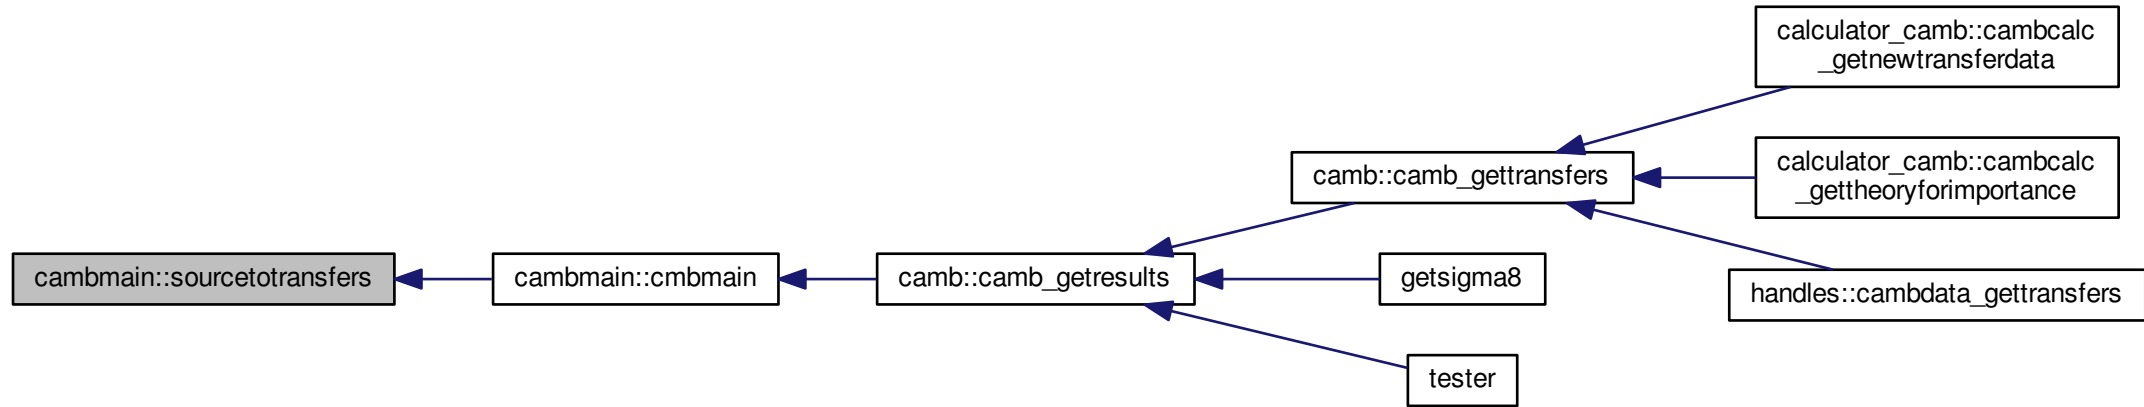 calculator_camb::cambcalc
_getnewtransferdata
calculator_camb::cambcalc
_gettheoryforimportance
camb::camb_gettransfers
handles::cambdata_gettransfers
cambmain::sourcetotransfers
cambmain::cmbmain
camb::camb_getresults
getsigma8
tester